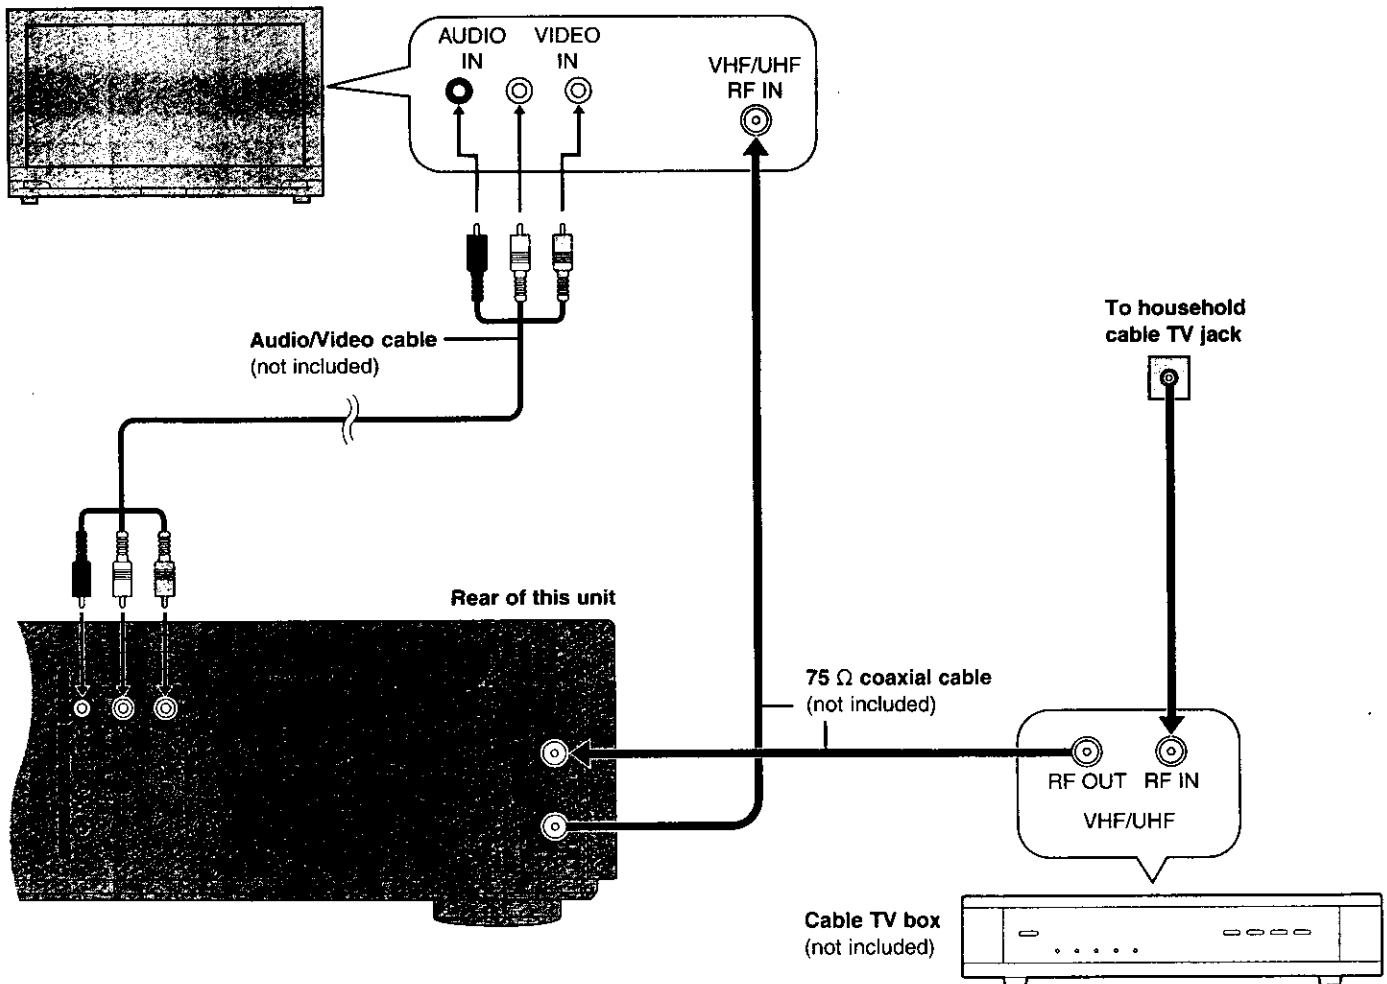 AUDIO IN
VIDEO IN
VHF/UHF
RF IN
Audio/Video cable
(not included)
To household
cable TV jack
Rear of this unit
75 Ω coaxial cable
(not included)
RF OUT RF IN
VHF/UHF
Cable TV box
(not included)